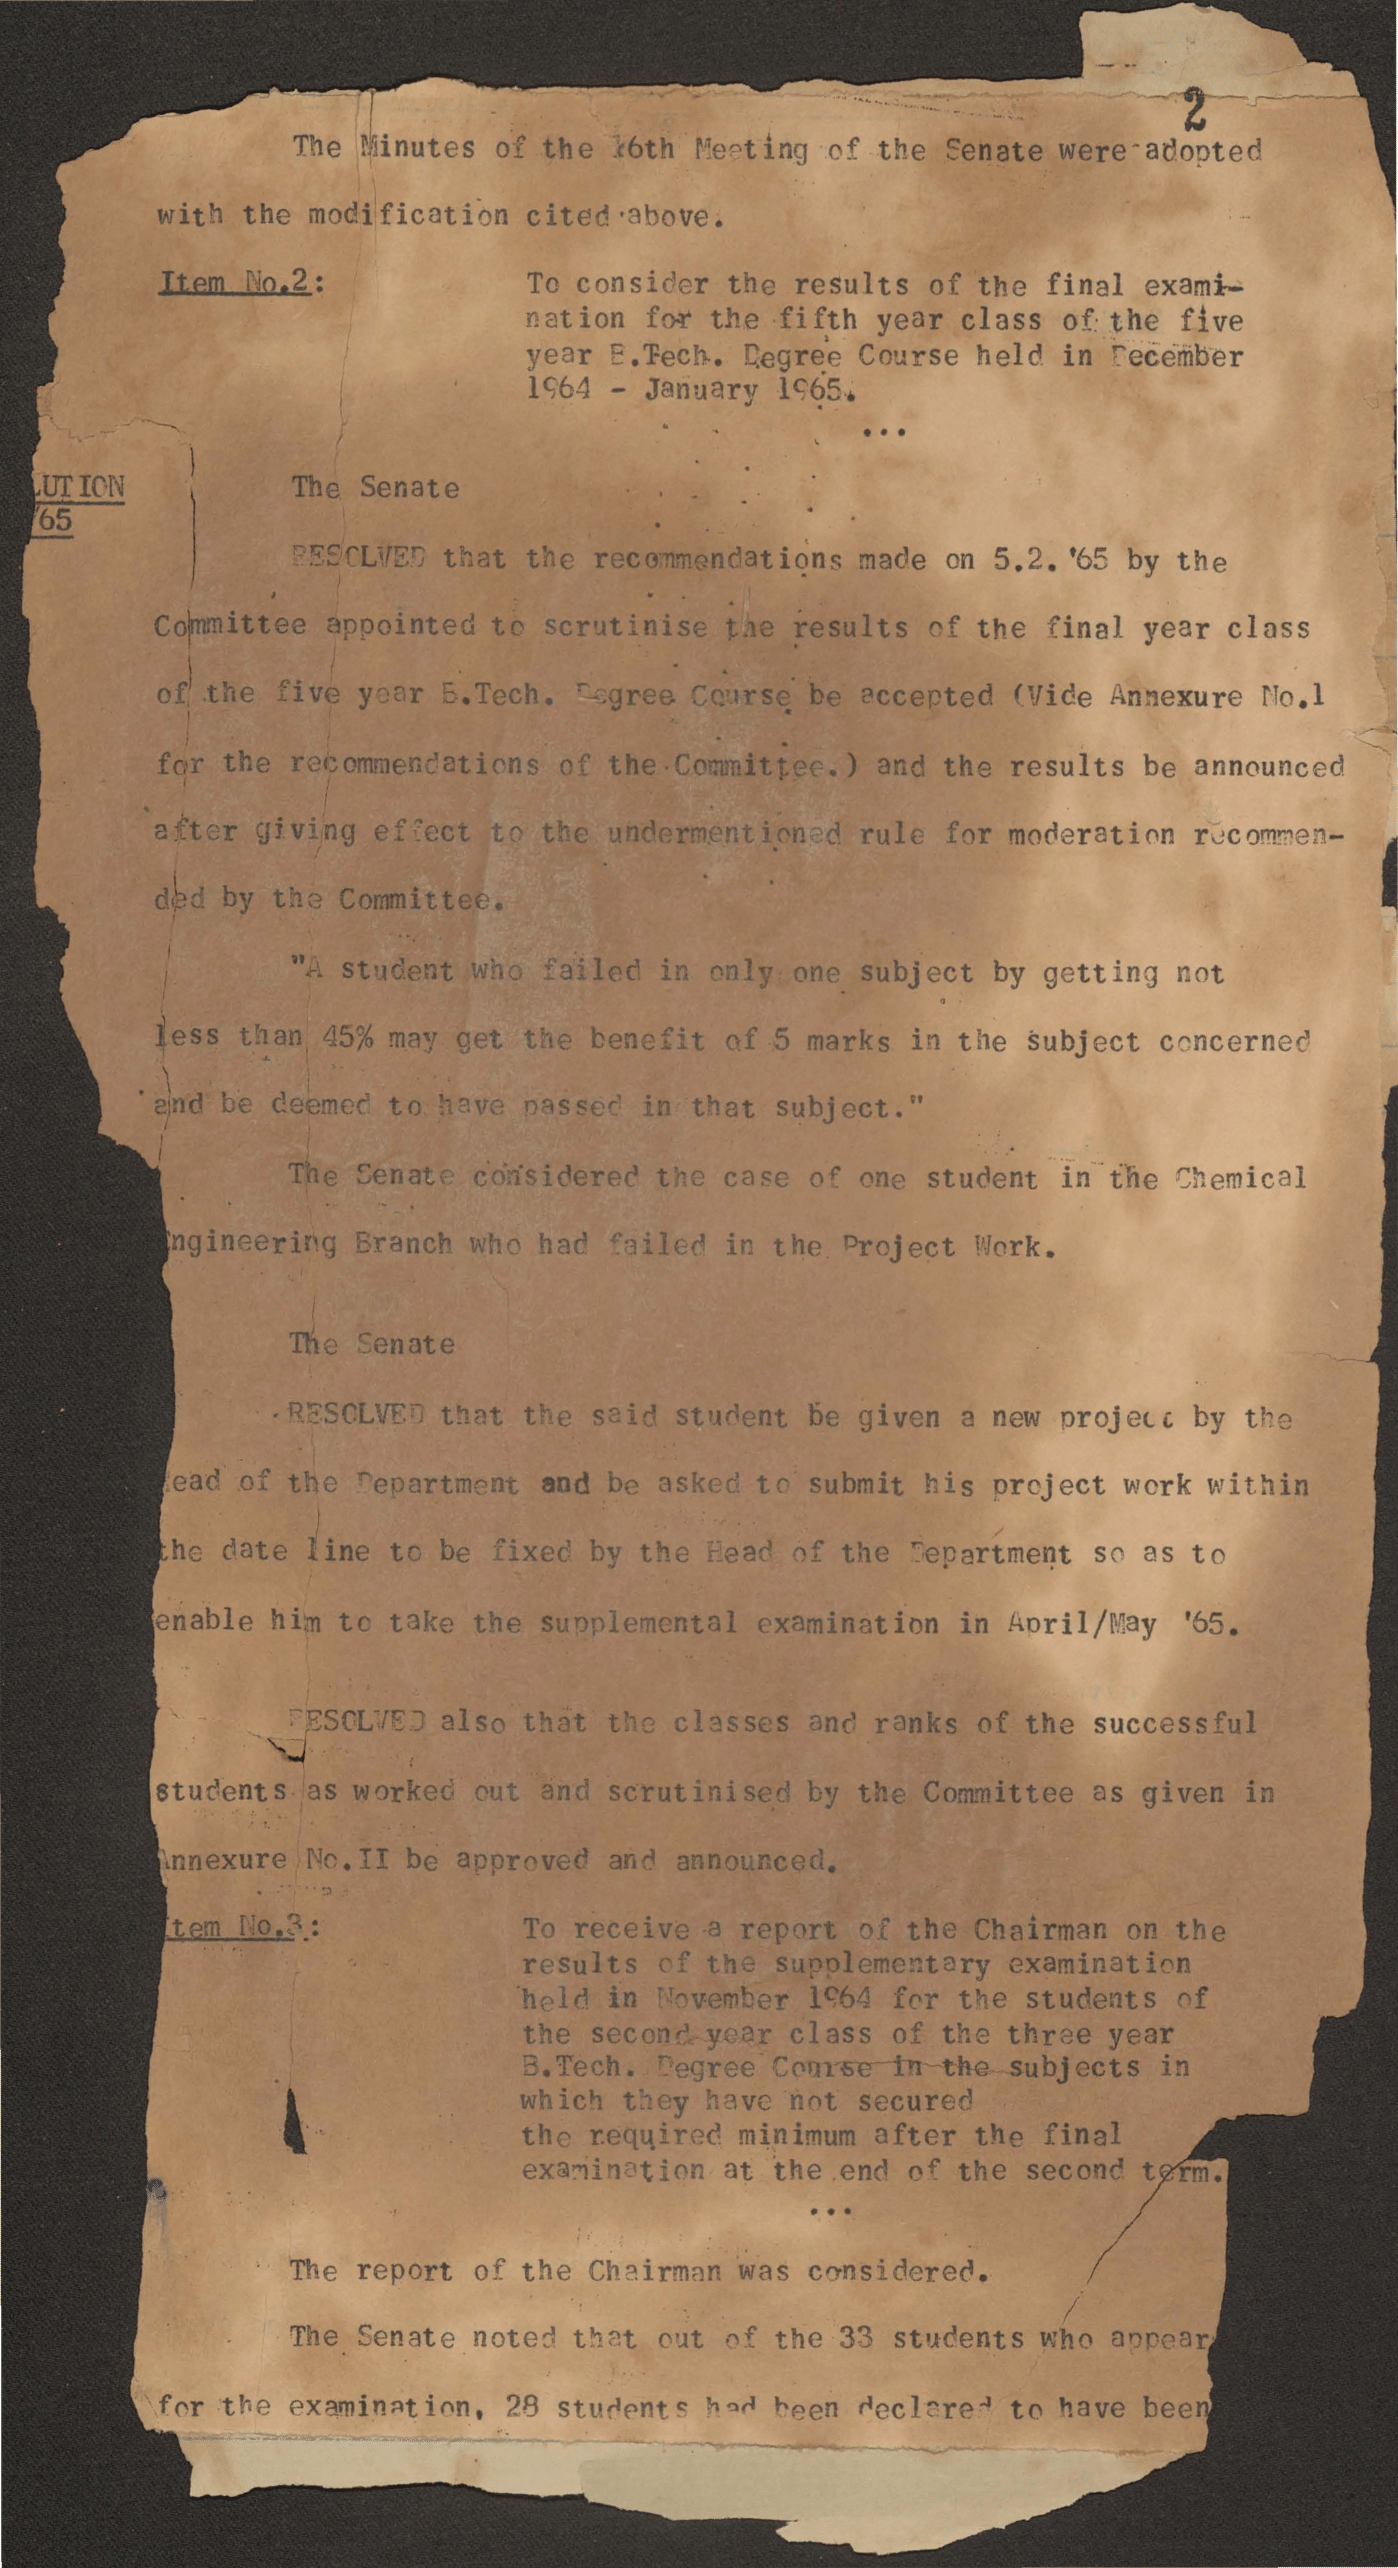 2
The Minutes of the 16th Meeting of the Senate were adopted
with the modification cited above.
Item No.2:
To consider the results of the final exami-
nation for the fifth year class of the five
year B.Tech. Degree Course held in December
1964 - January 1965.
...
LUTION
/65
The Senate
RESOLVED that the recommendations made on 5.2.'65 by the
Committee appointed to scrutinise the results of the final year class
of the five year B.Tech. Degree Course be accepted (Vide Annexure No.1
for the recommendations of the Committee.) and the results be announced
after giving effect to the undermentioned rule for moderation recommen-
ded by the Committee.
"A student who failed in only one subject by getting not
less than 45% may get the benefit of 5 marks in the subject concerned
and be deemed to have passed in that subject."
The Senate considered the case of one student in the Chemical
Engineering Branch who had failed in the Project Work.
The Senate
RESOLVED that the said student be given a new project by the
ead of the Department and be asked to submit his project work within
the date line to be fixed by the Head of the Department so as to
enable him to take the supplemental examination in April/May '65.
RESOLVED also that the classes and ranks of the successful
students as worked out and scrutinised by the Committee as given in
Annexure No.II be approved and announced.
Item No.3:
To receive a report of the Chairman on the
results of the supplementary examination
held in November 1964 for the students of
the second year class of the three year
B.Tech. Degree Course in the subjects in
which they have not secured
the required minimum after the final
examination at the end of the second term.
...
The report of the Chairman was considered.
The Senate noted that out of the 33 students who appear
for the examination, 28 students had been declared to have been